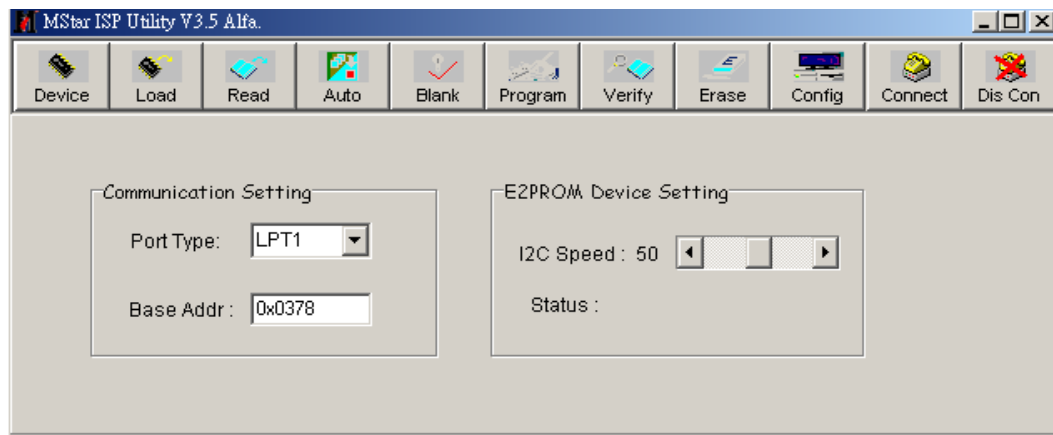 MStar ISP Utility V3.5 Alfa.
Device Load Read Auto Blank Program Verify Erase Config Connect Dis Con
Communication Setting
Port Type: LPT1
Base Addr : 0x0378
E2PROM Device Setting
I2C Speed : 50
Status :